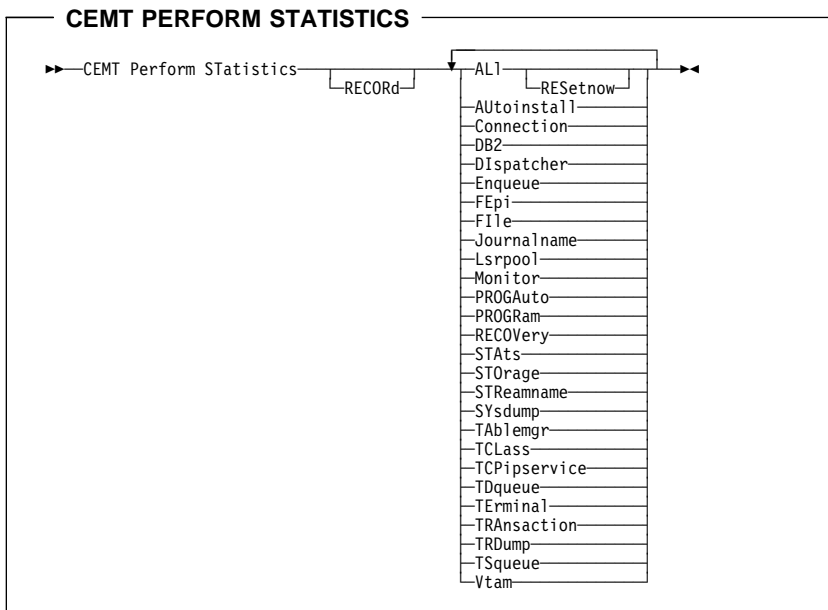 CEMT PERFORM STATISTICS
CEMT Perform STatistics RECORd ALl
RESetnow
AUtoinstall
Connection
DB2
DIspatcher
Enqueue
FEpi
FIle
Journalname
Lsrpool
Monitor
PROGAuto
PROGRam
RECOVery
STAts
STOrage
STReamname
SYsdump
TAblemgr
TCLass
TCPipservice
TDqueue
TErminal
TRAnsaction
TRDump
TSqueue
Vtam